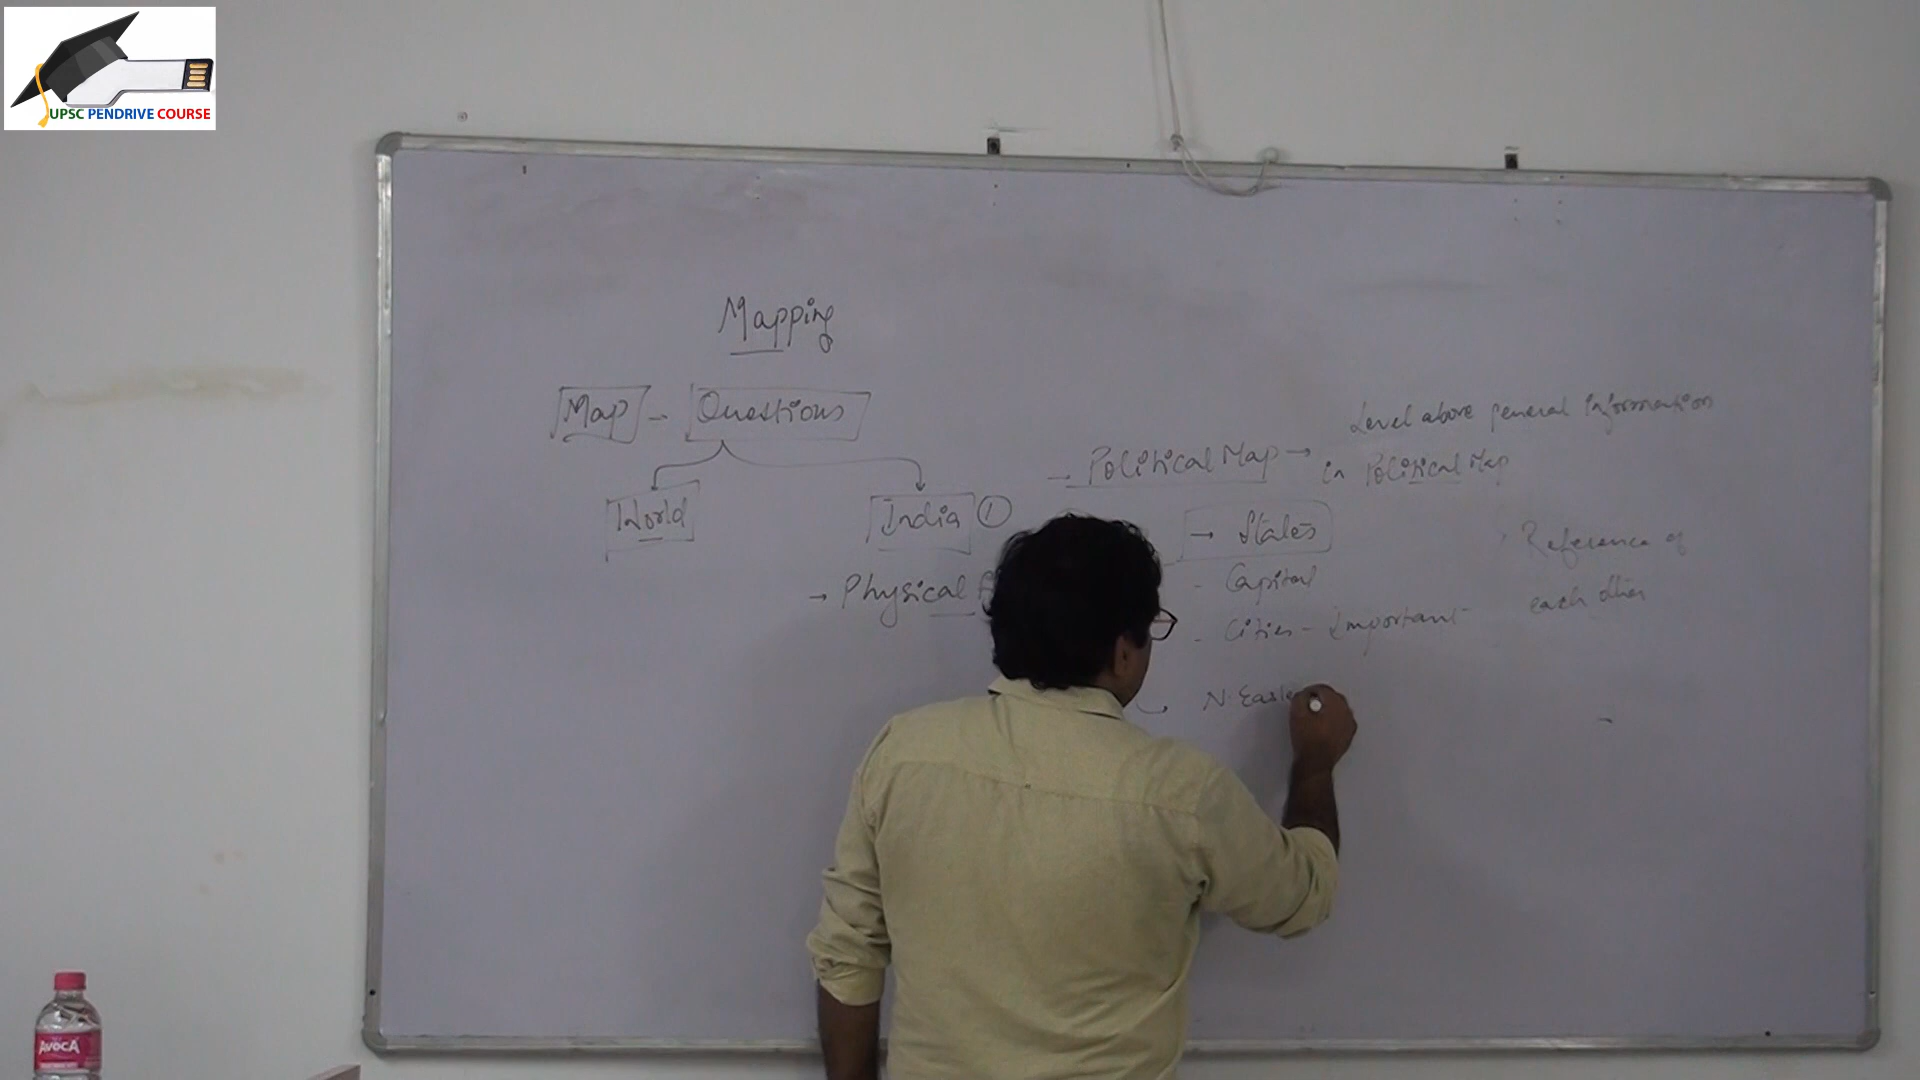 UPSC PENDRIVE COURSE
Mapping
Map - Questions
World
India ①
→ Physical
→ Political Map → Level above general information
in Political Map
→ States
- Capital
- Cities - Important
N. Easte
Reference of
each other
AVOCA